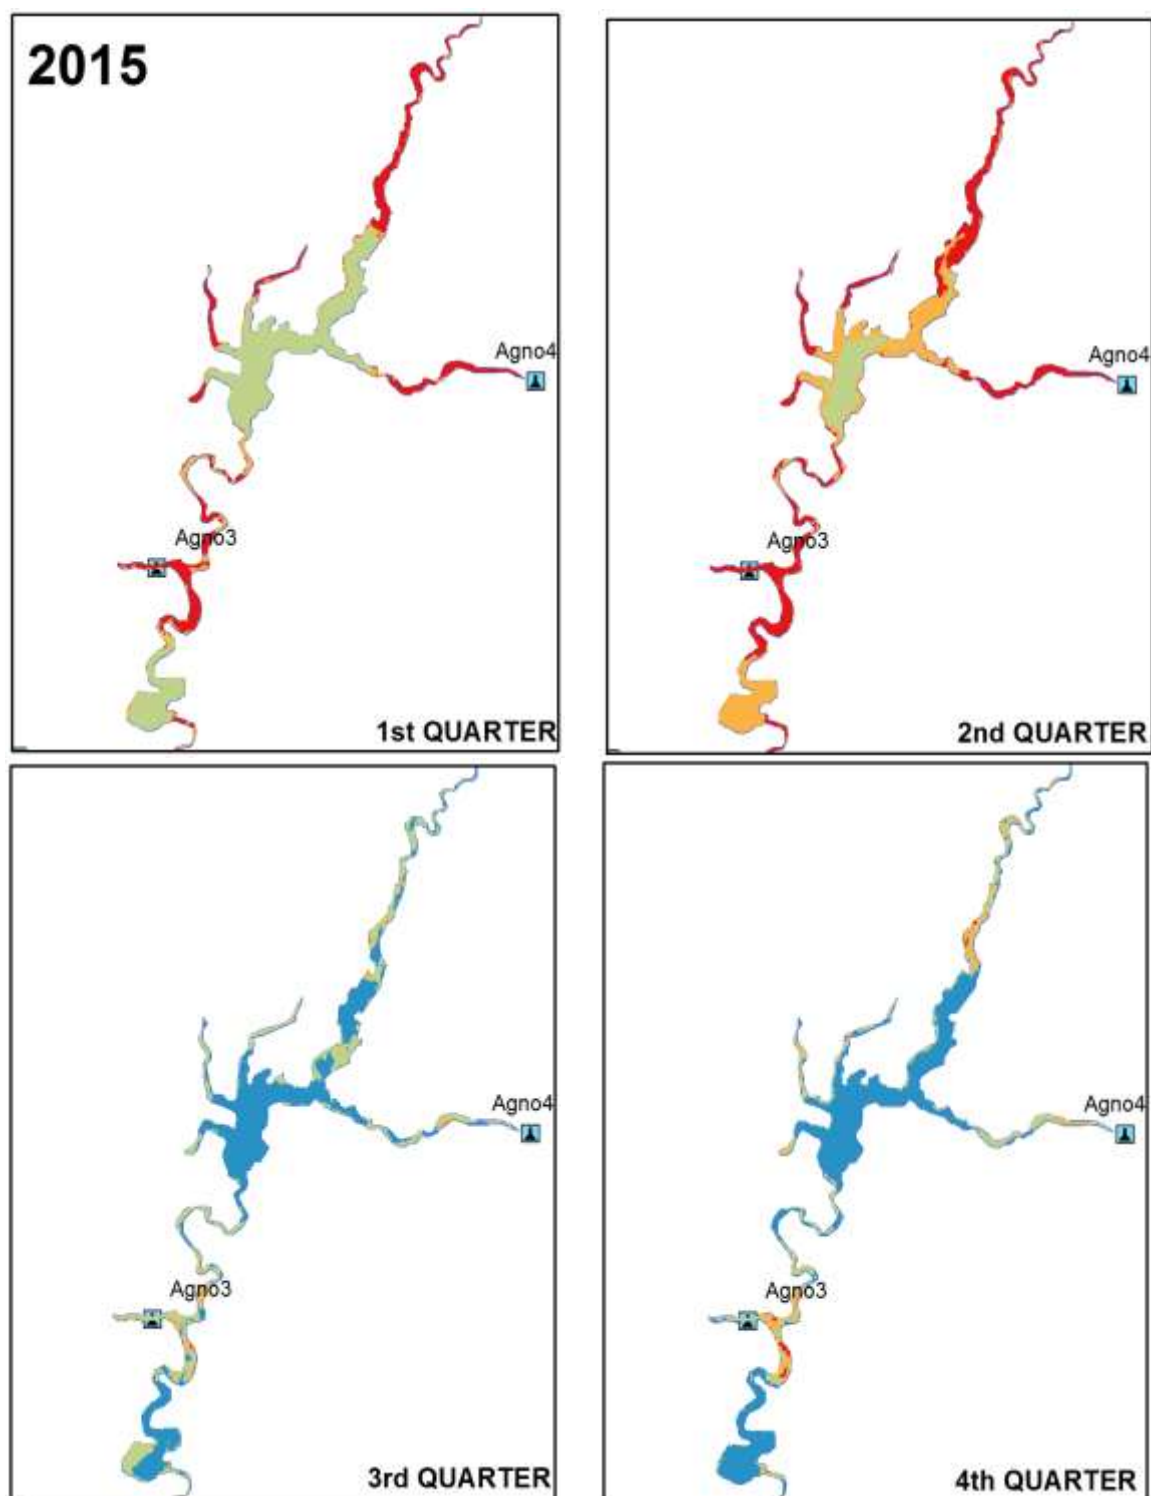 2015
Agno4
Agno3
1st QUARTER
Agno4
Agno3
2nd QUARTER
Agno4
Agno3
3rd QUARTER
Agno4
Agno3
4th QUARTER